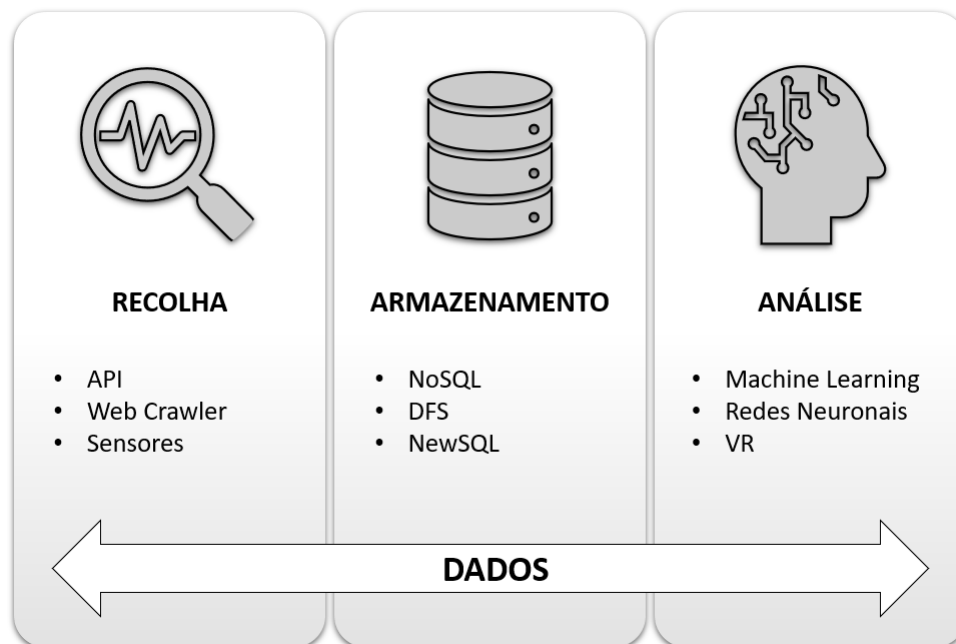 RECOLHA
• API
• Web Crawler
• Sensores
ARMAZENAMENTO
• NoSQL
• DFS
• NewSQL
ANÁLISE
• Machine Learning
• Redes Neuronais
• VR
DADOS